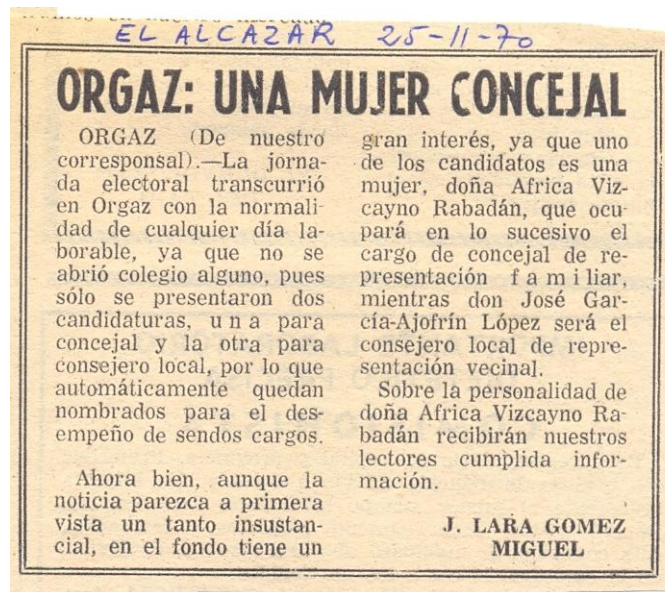 EL ALCAZAR 25-11-70
ORGAZ: UNA MUJER CONCEJAL
ORGAZ (De nuestro
corresponsal).—La jorna-
da electoral transcurrió
en Orgaz con la normali-
dad de cualquier día la-
borable, ya que no se
abrió colegio alguno, pues
sólo se presentaron dos
candidaturas, una para
concejal y la otra para
consejero local, por lo que
automáticamente quedan
nombrados para el des-
empeño de sendos cargos.
Ahora bien, aunque la
noticia parezca a primera
vista un tanto insustan-
cial, en el fondo tiene un
gran interés, ya que uno
de los candidatos es una
mujer, doña Africa Viz-
cayno Rabadán, que ocu-
pará en lo sucesivo el
cargo de concejal de re-
presentación familiar,
mientras don José Gar-
cía-Ajofrín López será el
consejero local de repre-
sentación vecinal.
Sobre la personalidad de
doña Africa Vizcayno Ra-
badán recibirán nuestros
lectores cumplida infor-
mación.
J. LARA GOMEZ
MIGUEL